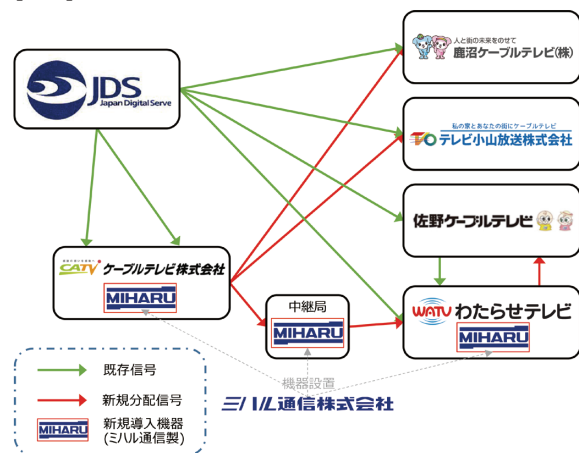 JDS
Japan Digital Serve
人と街の未来をのせて
鹿沼ケーブルテレビ(株)
私の家とあなたの街にケーブルテレビ
テレビ小山放送株式会社
佐野ケーブルテレビ
CATV ケーブルテレビ株式会社
MIHARU
中継局
MIHARU
WATV わたらせテレビ
MIHARU
機器設置
ミハル通信株式会社
既存信号
新規分配信号
MIHARU
新規導入機器
(ミハル通信製)